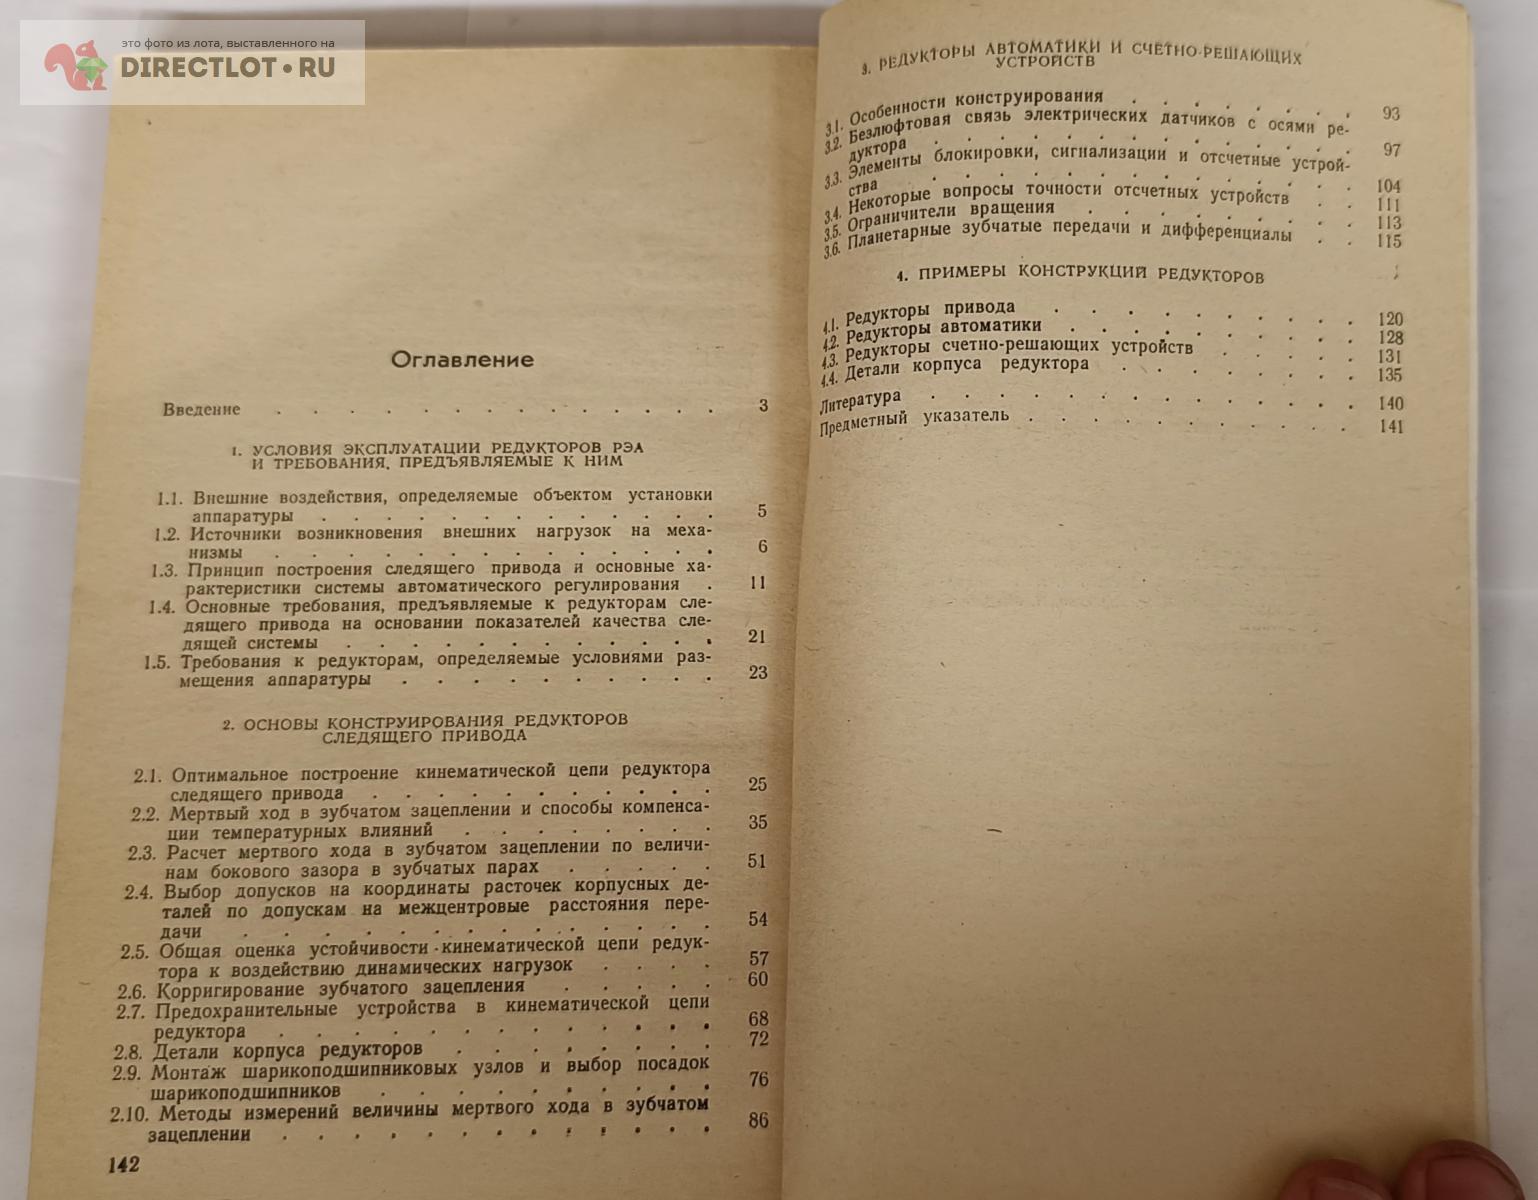 это фото из лота, выставленного на
DIRECTLOT.RU
Оглавление
Введение . . . . . . . . . . . . . 3
1. УСЛОВИЯ ЭКСПЛУАТАЦИИ РЕДУКТОРОВ РЭА
И ТРЕБОВАНИЯ, ПРЕДЪЯВЛЯЕМЫЕ К НИМ
1.1. Внешние воздействия, определяемые объектом установки
аппаратуры . . . . . . . . . . . . 5
1.2. Источники возникновения внешних нагрузок на меха-
низмы . . . . . . . . . . . . . 6
1.3. Принцип построения следящего привода и основные ха-
рактеристики системы автоматического регулирования . 11
1.4. Основные требования, предъявляемые к редукторам сле-
дящего привода на основании показателей качества сле-
дящей системы . . . . . . . . . . . 21
1.5. Требования к редукторам, определяемые условиями раз-
мещения аппаратуры . . . . . . . . . 23
2. ОСНОВЫ КОНСТРУИРОВАНИЯ РЕДУКТОРОВ
СЛЕДЯЩЕГО ПРИВОДА
2.1. Оптимальное построение кинематической цепи редуктора
следящего привода . . . . . . . . . . 25
2.2. Мертвый ход в зубчатом зацеплении и способы компенса-
ции температурных влияний . . . . . . . 35
2.3. Расчет мертвого хода в зубчатом зацеплении по величи-
нам бокового зазора в зубчатых парах . . . . . 51
2.4. Выбор допусков на координаты расточек корпусных де-
талей по допускам на межцентровые расстояния пере-
дачи . . . . . . . . . . . . . 54
2.5. Общая оценка устойчивости кинематической цепи редук-
тора к воздействию динамических нагрузок . . . . 57
2.6. Корригирование зубчатого зацепления . . . . . 60
2.7. Предохранительные устройства в кинематической цепи
редуктора . . . . . . . . . . . . 68
2.8. Детали корпуса редукторов . . . . . . . 72
2.9. Монтаж шарикоподшипниковых узлов и выбор посадок
шарикоподшипников . . . . . . . . . . 76
2.10. Методы измерений величины мертвого хода в зубчатом
зацеплении . . . . . . . . . . . . 86
142
3. РЕДУКТОРЫ АВТОМАТИКИ И СЧЕТНО-РЕШАЮЩИХ
УСТРОЙСТВ
3.1. Особенности конструирования . . . . . . . 93
3.2. Безлюфтовая связь электрических датчиков с осями ре-
дуктора . . . . . . . . . . . . 97
3.3. Элементы блокировки, сигнализации и отсчетные устрой-
ства . . . . . . . . . . . . . 104
3.4. Некоторые вопросы точности отсчетных устройств . . 111
3.5. Ограничители вращения . . . . . . . . 113
3.6. Планетарные зубчатые передачи и дифференциалы . . 115
4. ПРИМЕРЫ КОНСТРУКЦИЙ РЕДУКТОРОВ
4.1. Редукторы привода . . . . . . . . . 120
4.2. Редукторы автоматики . . . . . . . . 128
4.3. Редукторы счетно-решающих устройств . . . . . 131
4.4. Детали корпуса редуктора . . . . . . . 135
Литература . . . . . . . . . . . . 140
Предметный указатель . . . . . . . . . . 141